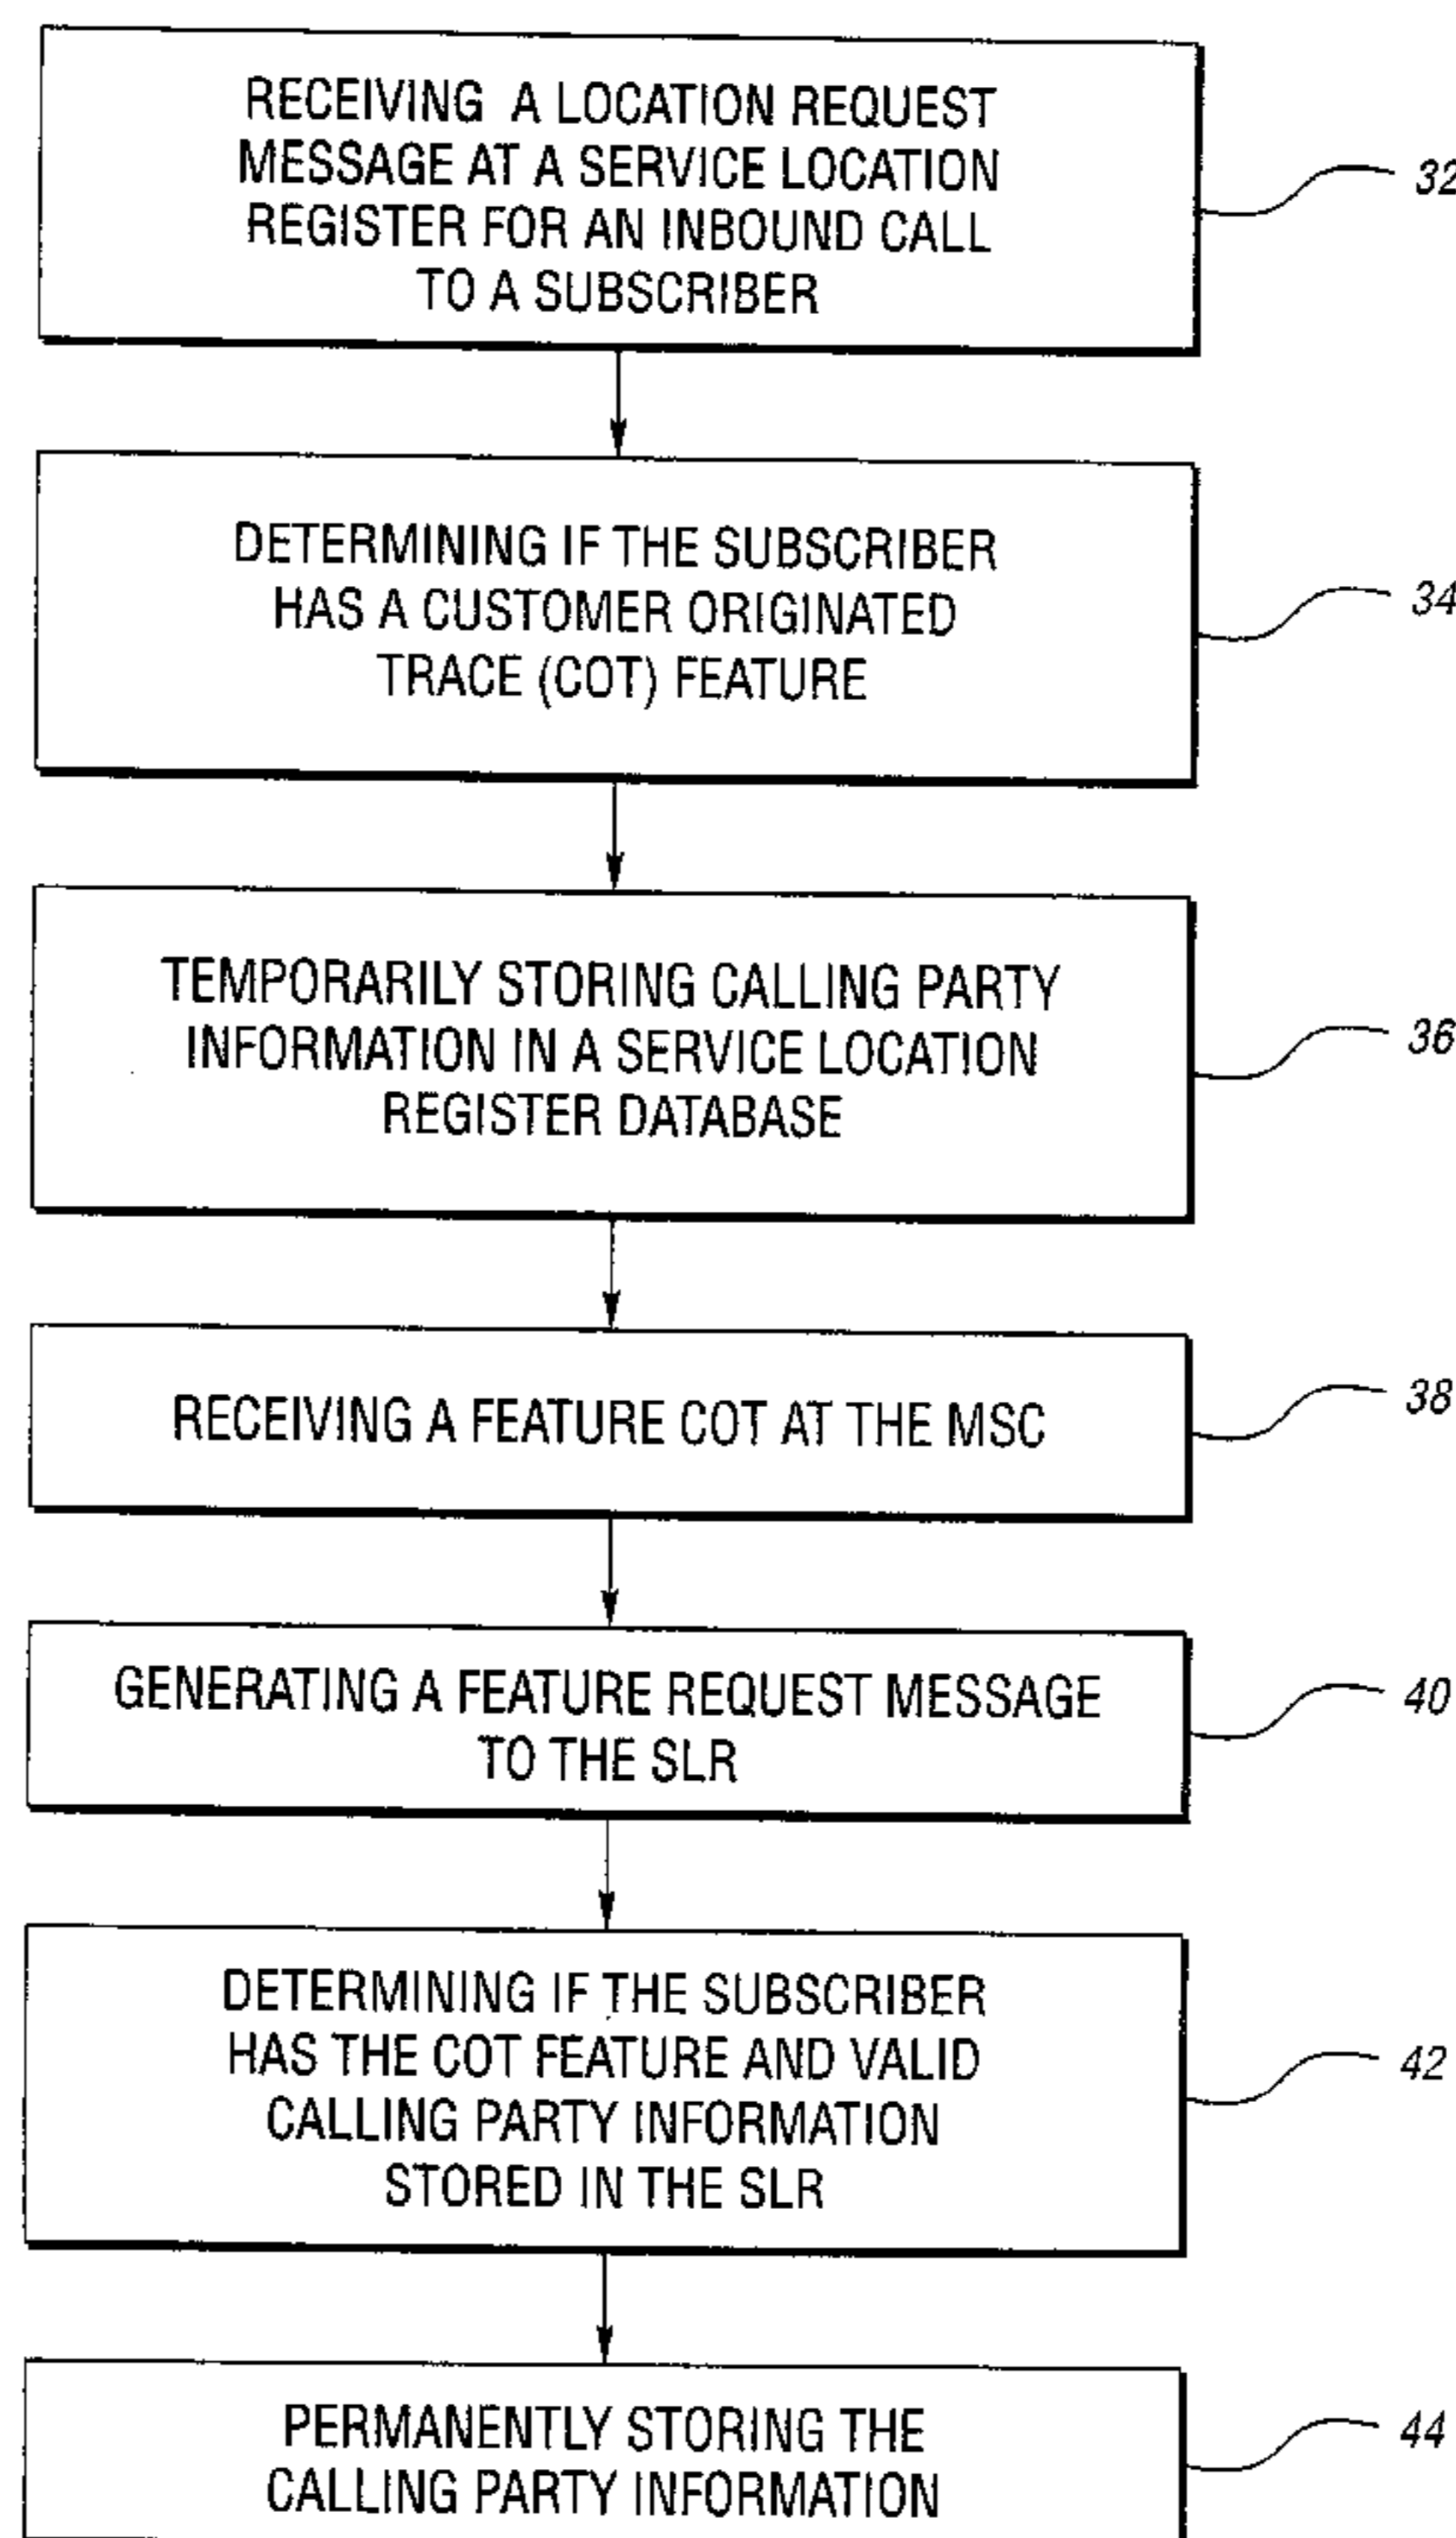 RECEIVING A LOCATION REQUEST
MESSAGE AT A SERVICE LOCATION
REGISTER FOR AN INBOUND CALL
TO A SUBSCRIBER
32
DETERMINING IF THE SUBSCRIBER
HAS A CUSTOMER ORIGINATED
TRACE (COT) FEATURE
34
TEMPORARILY STORING CALLING PARTY
INFORMATION IN A SERVICE LOCATION
REGISTER DATABASE
36
RECEIVING A FEATURE COT AT THE MSC
38
GENERATING A FEATURE REQUEST MESSAGE
TO THE SLR
40
DETERMINING IF THE SUBSCRIBER
HAS THE COT FEATURE AND VALID
CALLING PARTY INFORMATION
STORED IN THE SLR
42
PERMANENTLY STORING THE
CALLING PARTY INFORMATION
44